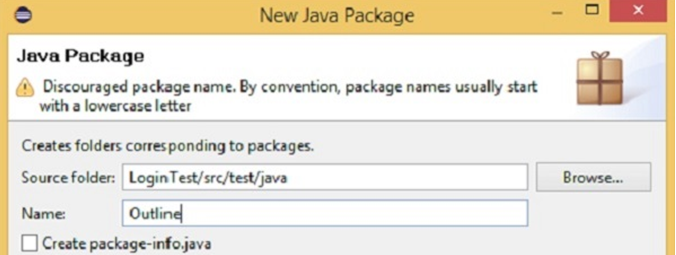 New Java Package
Java Package
Discouraged package name. By convention, package names usually start
with a lowercase letter
Creates folders corresponding to packages.
Source folder: LoginTest/src/test/java Browse...
Name: Outline
Create package-info.java